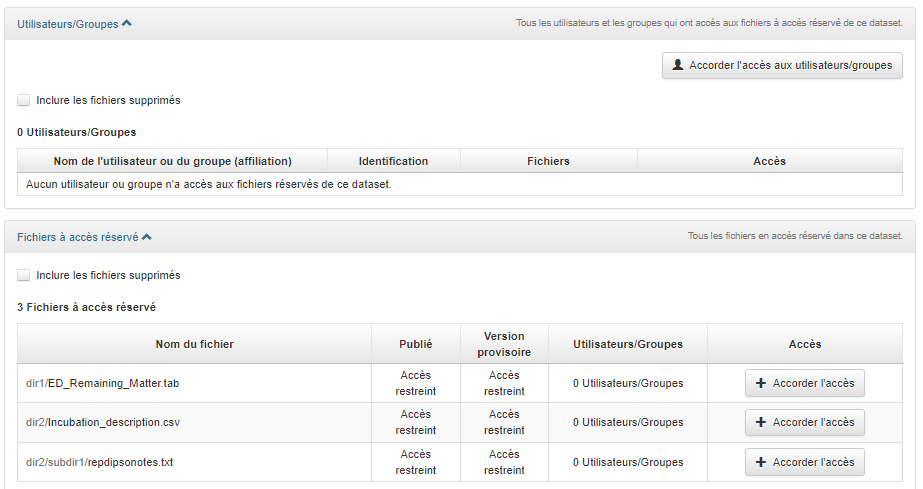 Utilisateurs/Groupes Tous les utilisateurs et les groupes qui ont accès aux fichiers à accès réservé de ce dataset.
Accorder l'accès aux utilisateurs/groupes
Inclure les fichiers supprimés
0 Utilisateurs/Groupes
Nom de l'utilisateur ou du groupe (affiliation) Identification Fichiers Accès
Aucun utilisateur ou groupe n'a accès aux fichiers réservés de ce dataset.
Fichiers à accès réservé Tous les fichiers en accès réservé dans ce dataset.
Inclure les fichiers supprimés
3 Fichiers à accès réservé
Nom du fichier Publié Version provisoire Utilisateurs/Groupes Accès
dir1/ED_Remaining_Matter.tab Accès restreint Accès restreint 0 Utilisateurs/Groupes Accorder l'accès
dir2/Incubation_description.csv Accès restreint Accès restreint 0 Utilisateurs/Groupes Accorder l'accès
dir2/subdir1/repdipsonotes.txt Accès restreint Accès restreint 0 Utilisateurs/Groupes Accorder l'accès